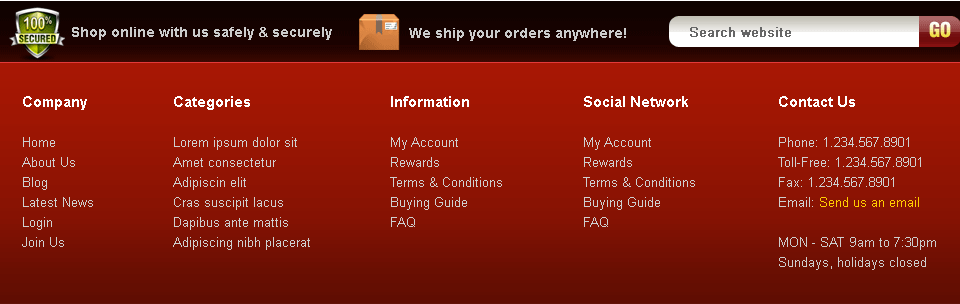 100%
SECURED
Shop online with us safely & securely
We ship your orders anywhere!
Search website
GO
Company
Home
About Us
Blog
Latest News
Login
Join Us
Categories
Lorem ipsum dolor sit
Amet consectetur
Adipiscin elit
Cras suscipit lacus
Dapibus ante mattis
Adipiscing nibh placerat
Information
My Account
Rewards
Terms & Conditions
Buying Guide
FAQ
Social Network
My Account
Rewards
Terms & Conditions
Buying Guide
FAQ
Contact Us
Phone: 1.234.567.8901
Toll-Free: 1.234.567.8901
Fax: 1.234.567.8901
Email: Send us an email
MON - SAT 9am to 7:30pm
Sundays, holidays closed